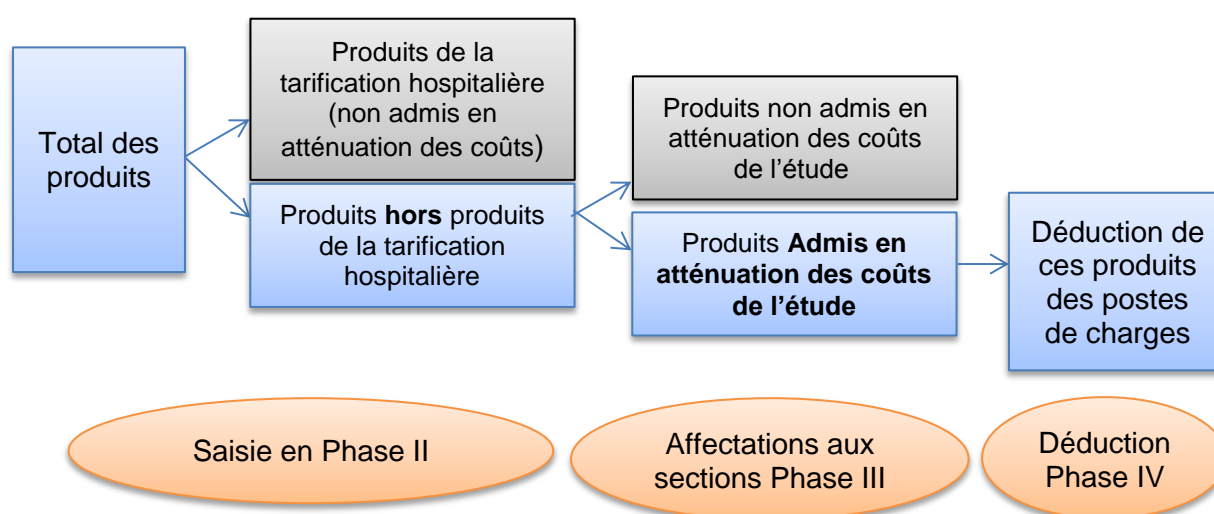 Total des
produits
Produits de la
tarification hospitalière
(non admis en
atténuation des coûts)
Produits hors produits
de la tarification
hospitalière
Produits non admis en
atténuation des coûts
de l'étude
Produits Admis en
atténuation des coûts
de l'étude
Déduction de
ces produits
des postes
de charges
Saisie en Phase II
Affectations aux
sections Phase III
Déduction
Phase IV